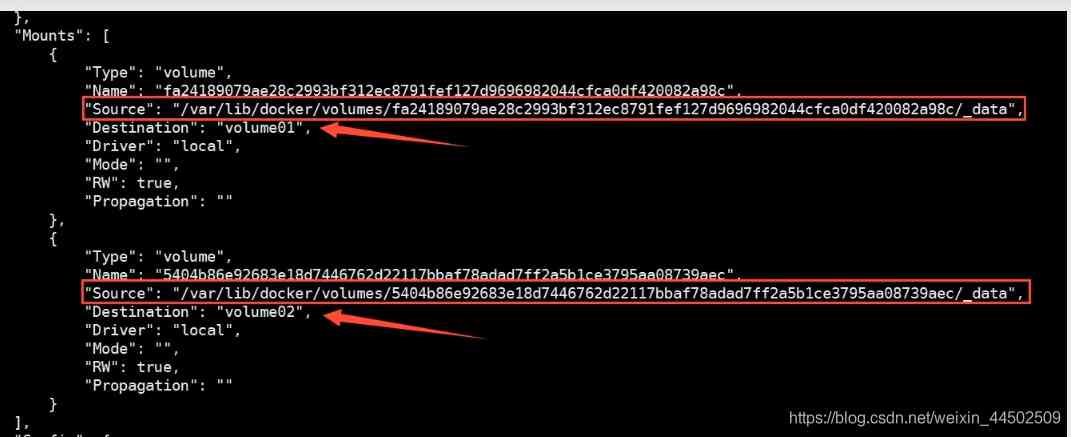 },
"Mounts": [
{
"Type": "volume",
"Name": "fa24189079ae28c2993bf312ec8791fef127d9696982044cfca0df420082a98c",
"Source": "/var/lib/docker/volumes/fa24189079ae28c2993bf312ec8791fef127d9696982044cfca0df420082a98c/_data",
"Destination": "volume01",
"Driver": "local",
"Mode": "",
"RW": true,
"Propagation": ""
},
{
"Type": "volume",
"Name": "5404b86e92683e18d7446762d22117bbaf78adad7ff2a5b1ce3795aa08739aec",
"Source": "/var/lib/docker/volumes/5404b86e92683e18d7446762d22117bbaf78adad7ff2a5b1ce3795aa08739aec/_data",
"Destination": "volume02",
"Driver": "local",
"Mode": "",
"RW": true,
"Propagation": ""
}
],
https://blog.csdn.net/weixin_44502509